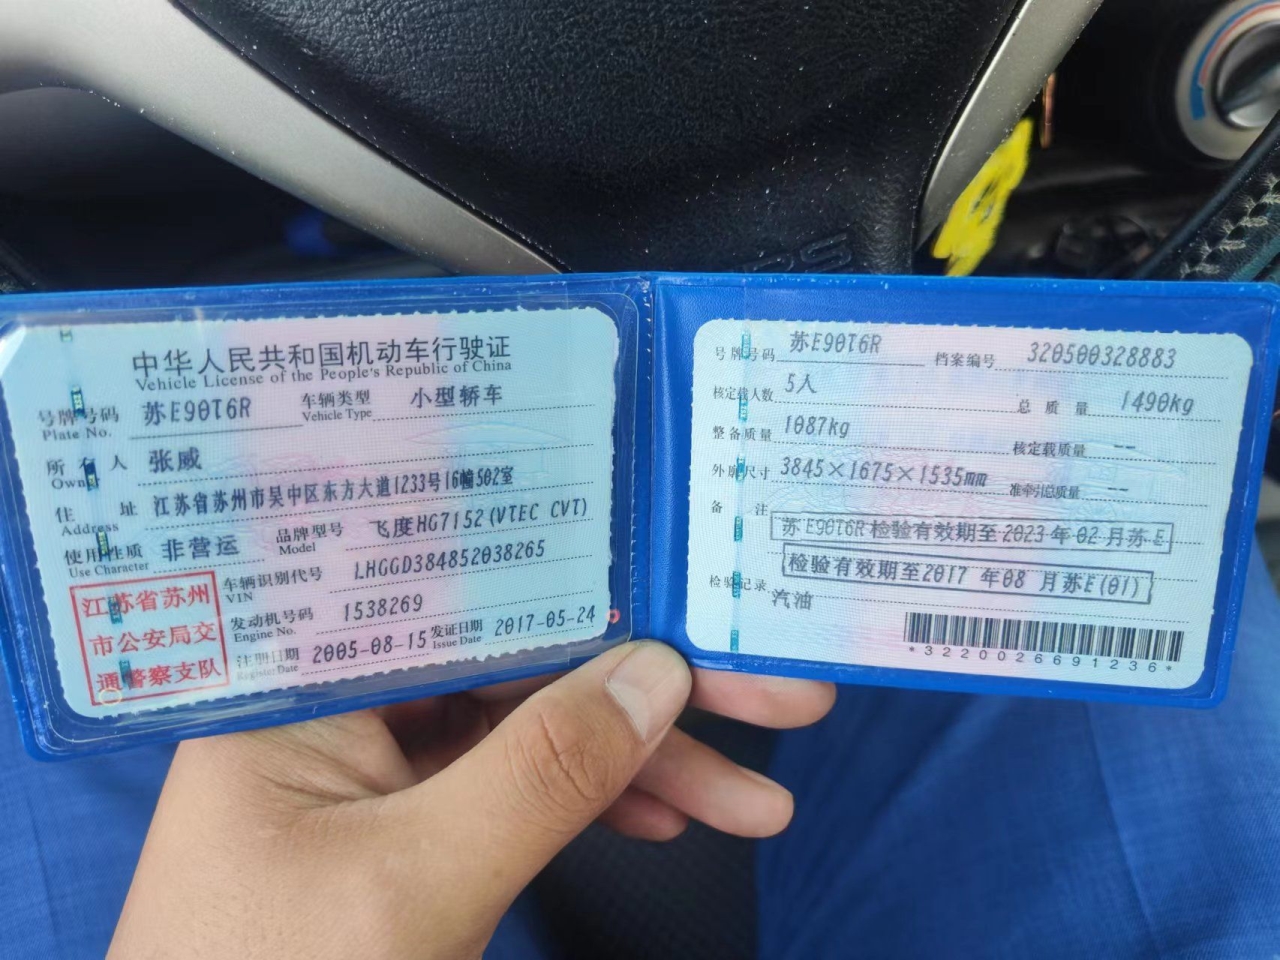 中华人民共和国机动车行驶证
Vehicle License of the People's Republic of China
号牌号码 苏E90T6R 车辆类型 小型轿车
Plate No. Vehicle Type
所有人 张威
Owner
住址 江苏省苏州市吴中区东方大道1233号16幢502室
Address
使用性质 非营运 品牌型号 飞度HG7152(VTEC CVT)
Use Character Model
江苏省苏州
市公安局交
通警察支队
车辆识别代号 LHGGD384852038265
VIN
发动机号码 1538269
Engine No.
注册日期 2005-08-15 发证日期 2017-05-24
Register Date Issue Date
号牌号码 苏E90T6R 档案编号 320500328883
核定载人数 5人 总质量 1490kg
整备质量 1087kg 核定载质量 --
外廓尺寸 3845×1675×1535mm 准牵引总质量 --
备注 苏E90T6R检验有效期至2023年02月苏E
检验有效期至2017 年08 月苏E(01)
检验记录
汽油
*3220026691236*